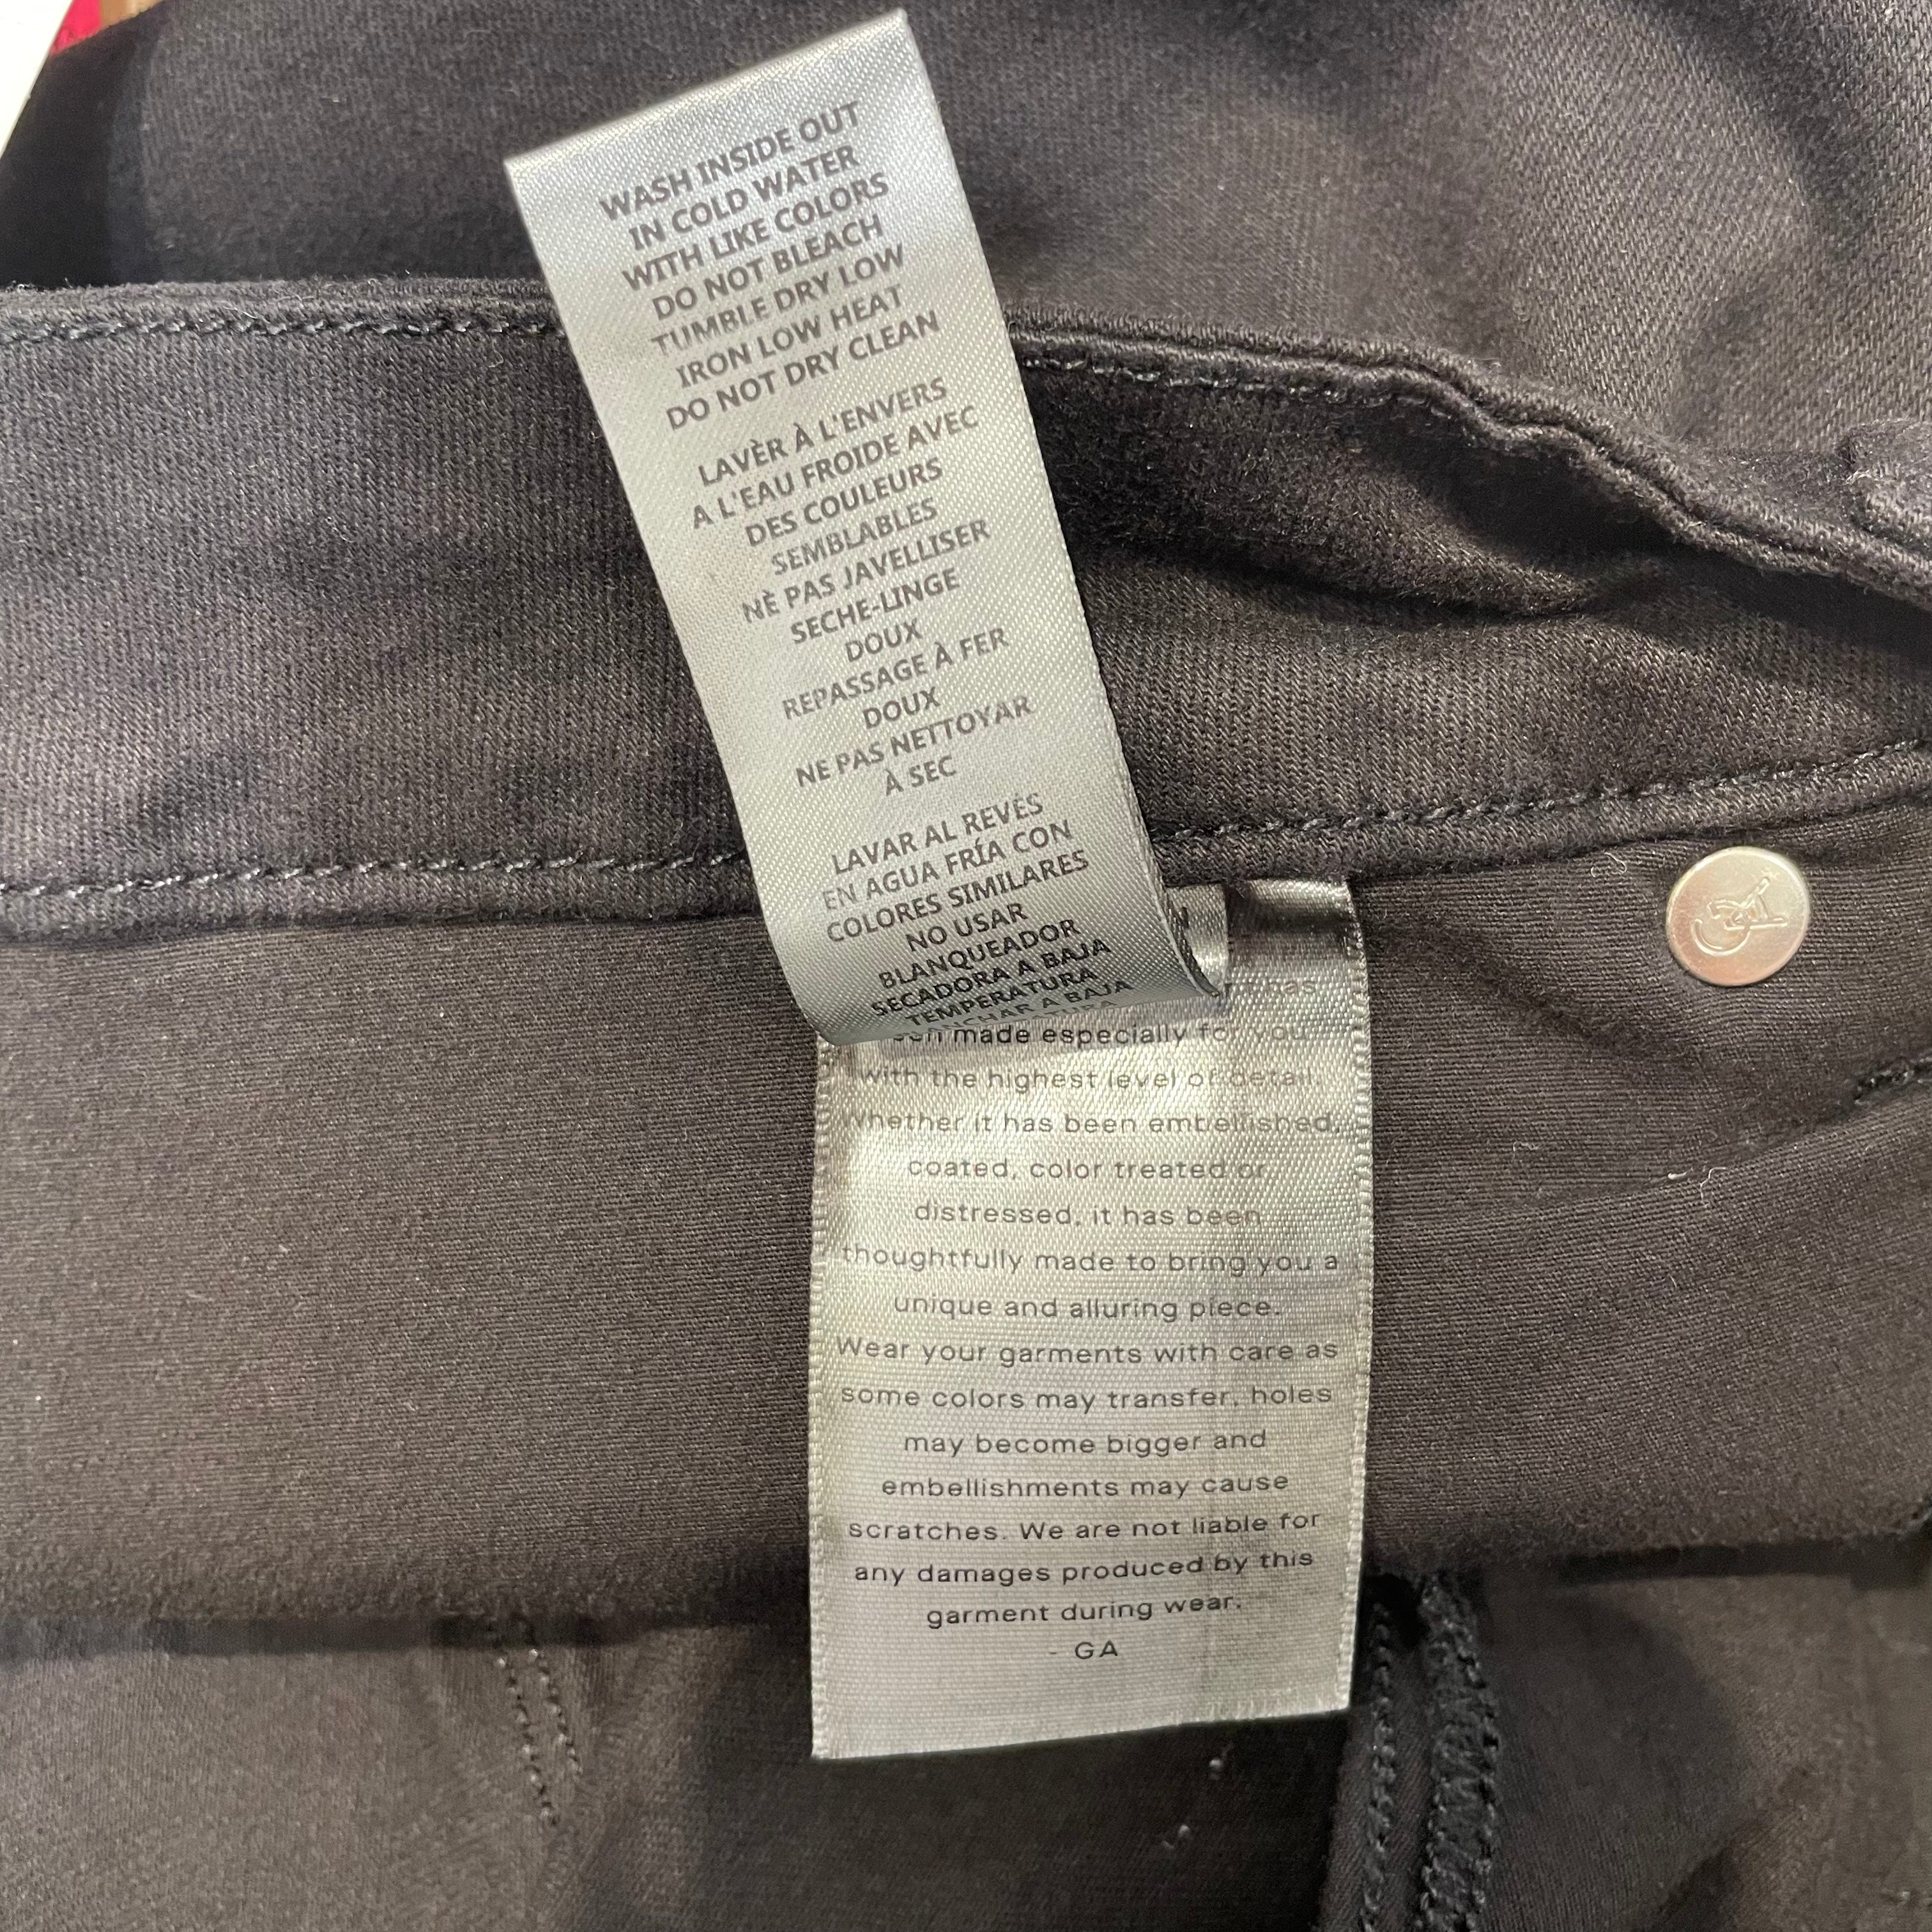 WASH INSIDE OUT
IN COLD WATER
WITH LIKE COLORS
DO NOT BLEACH
TUMBLE DRY LOW
IRON LOW HEAT
DO NOT DRY CLEAN
LAVÈR À L'ENVERS
A L'EAU FROIDE AVEC
DES COULEURS
SEMBLABLES
NÈ PAS JAVELLISER
SECHE-LINGE
DOUX
REPASSAGE À FER
DOUX
NE PAS NETTOYAR
À SEC
LAVAR AL REVÉS
EN AGUA FRÍA CON
COLORES SIMILARES
NO USAR
BLANQUEADOR
SECADORA A BAJA
TEMPERATURA
A BAJA
has
made especially for you
with the highest level of detail.
Whether it has been embellished,
coated, color treated or
distressed, it has been
thoughtfully made to bring you a
unique and alluring piece.
Wear your garments with care as
some colors may transfer, holes
may become bigger and
embellishments may cause
scratches. We are not liable for
any damages produced by this
garment during wear.
- GA